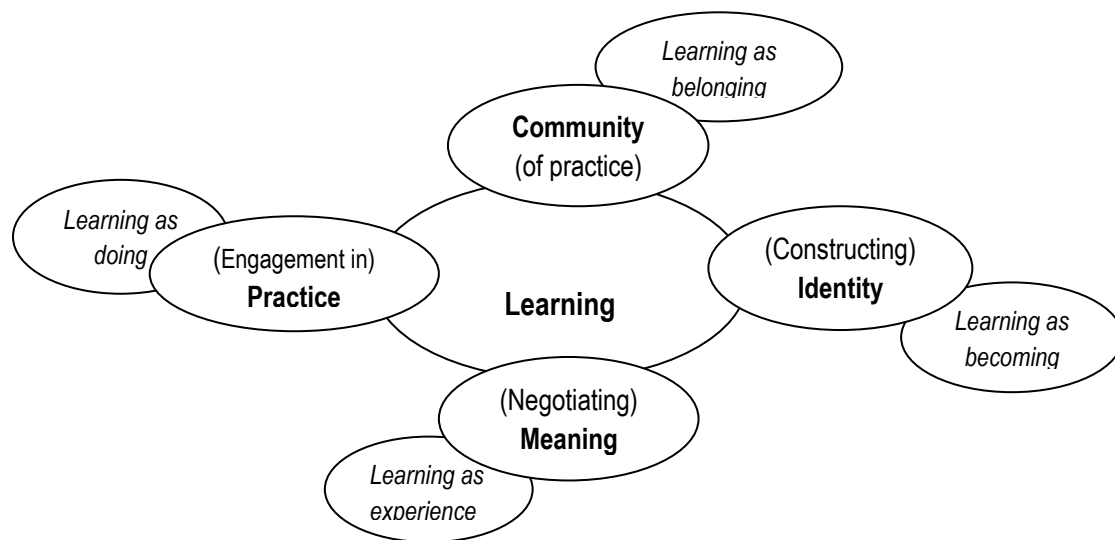 Learning as
belonging
Community
(of practice)
Learning as
doing
(Engagement in)
Practice
(Constructing)
Identity
Learning
Learning as
becoming
(Negotiating)
Meaning
Learning as
experience